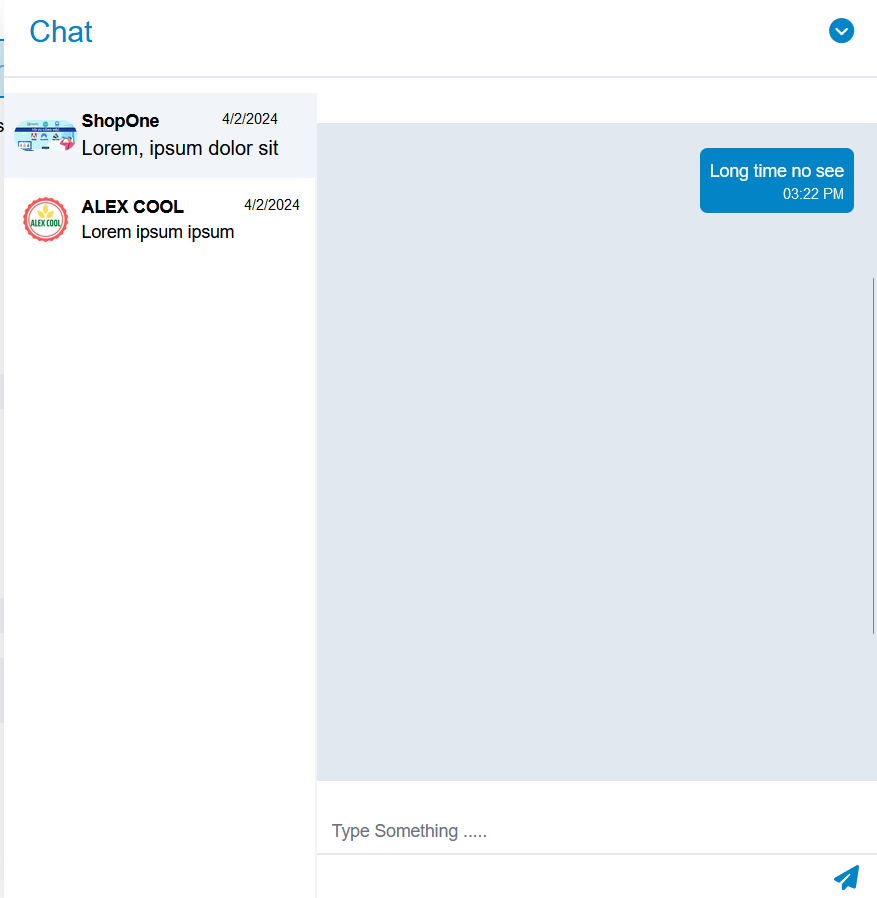 Chat
ShopOne
4/2/2024
Lorem, ipsum dolor sit
ALEX COOL
ALEX COOL
4/2/2024
Lorem ipsum ipsum
Long time no see
03:22 PM
Type Something .....